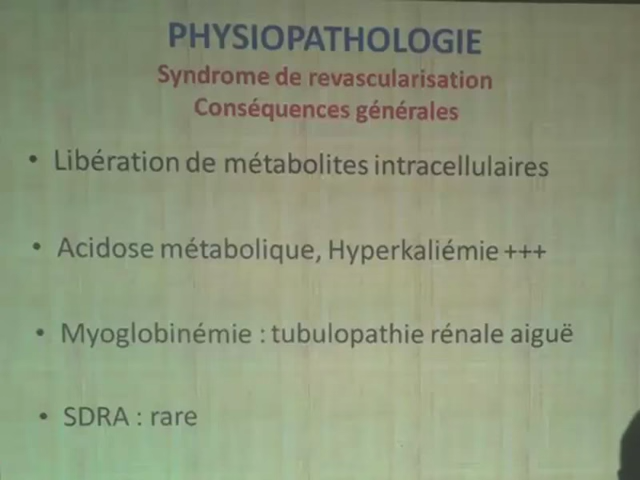 PHYSIOPATHOLOGIE
Syndrome de revascularisation
Conséquences générales
• Libération de métabolites intracellulaires
• Acidose métabolique, Hyperkaliémie +++
• Myoglobinémie : tubulopathie rénale aiguë
• SDRA : rare